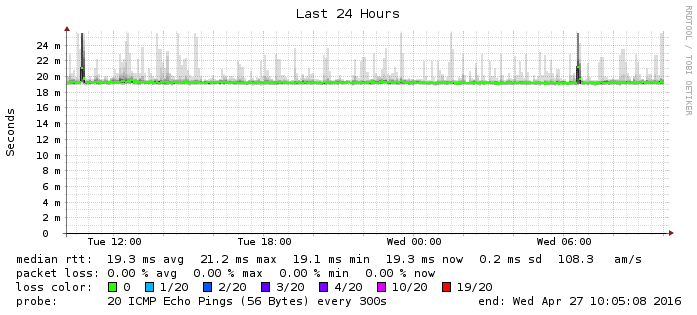 Last 24 Hours
RRDTOOL / TOBI OETIKER
Seconds
24 m
22 m
20 m
18 m
16 m
14 m
12 m
10 m
8 m
6 m
4 m
2 m
0
Tue 12:00 Tue 18:00 Wed 00:00 Wed 06:00
median rtt: 19.3 ms avg 21.2 ms max 19.1 ms min 19.3 ms now 0.2 ms sd 108.3 am/s
packet loss: 0.00 % avg 0.00 % max 0.00 % min 0.00 % now
loss color: 0 1/20 2/20 3/20 4/20 10/20 19/20
probe: 20 ICMP Echo Pings (56 Bytes) every 300s end: Wed Apr 27 10:05:08 2016